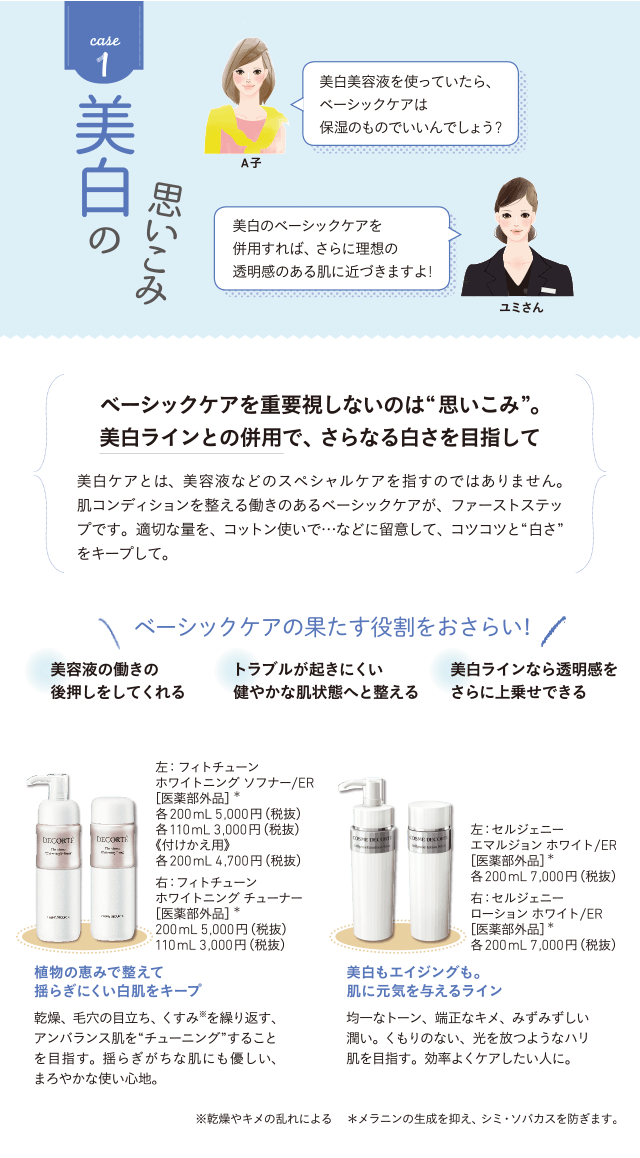 case
1
美白の
思いこみ
美白美容液を使っていたら、
ベーシックケアは
保湿のものでいいんでしょう?
A子
美白のベーシックケアを
併用すれば、さらに理想の
透明感のある肌に近づきますよ!
ユミさん
ベーシックケアを重要視しないのは“思いこみ”。
美白ラインとの併用で、さらなる白さを目指して
美白ケアとは、美容液などのスペシャルケアを指すのではありません。
肌コンディションを整える働きのあるベーシックケアが、ファーストステッ
プです。適切な量を、コットン使いで…などに留意して、コツコツと“白さ”
をキープして。
ベーシックケアの果たす役割をおさらい!
美容液の働きの
後押しをしてくれる
トラブルが起きにくい
健やかな肌状態へと整える
美白ラインなら透明感を
さらに上乗せできる
左:フィトチューン
ホワイトニング ソフナー/ER
[医薬部外品]*
各200mL 5,000円(税抜)
各110mL 3,000円(税抜)
《付けかえ用》
各200mL 4,700円(税抜)
右:フィトチューン
ホワイトニング チューナー
[医薬部外品]*
200mL 5,000円(税抜)
110mL 3,000円(税抜)
DECORTÉ
DECORTÉ
植物の恵みで整えて
揺らぎにくい白肌をキープ
乾燥、毛穴の目立ち、くすみ※を繰り返す、
アンバランス肌を“チューニング”すること
を目指す。揺らぎがちな肌にも優しい、
まろやかな使い心地。
左:セルジェニー
エマルジョン ホワイト/ER
[医薬部外品]*
各200mL 7,000円(税抜)
右:セルジェニー
ローション ホワイト/ER
[医薬部外品]*
各200mL 7,000円(税抜)
COSME DECORTE
COSME DECORTE
美白もエイジングも。
肌に元気を与えるライン
均一なトーン、端正なキメ、みずみずしい
潤い。くもりのない、光を放つようなハリ
肌を目指す。効率よくケアしたい人に。
※乾燥やキメの乱れによる *メラニンの生成を抑え、シミ・ソバカスを防ぎます。